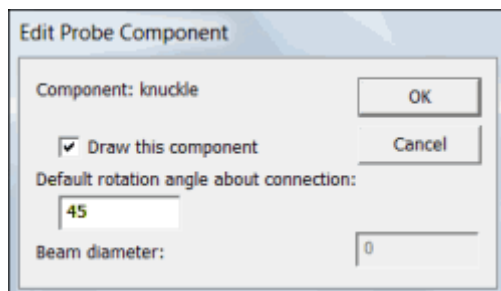 Edit Probe Component
Component: knuckle
OK
Draw this component
Cancel
Default rotation angle about connection:
45
Beam diameter:
0